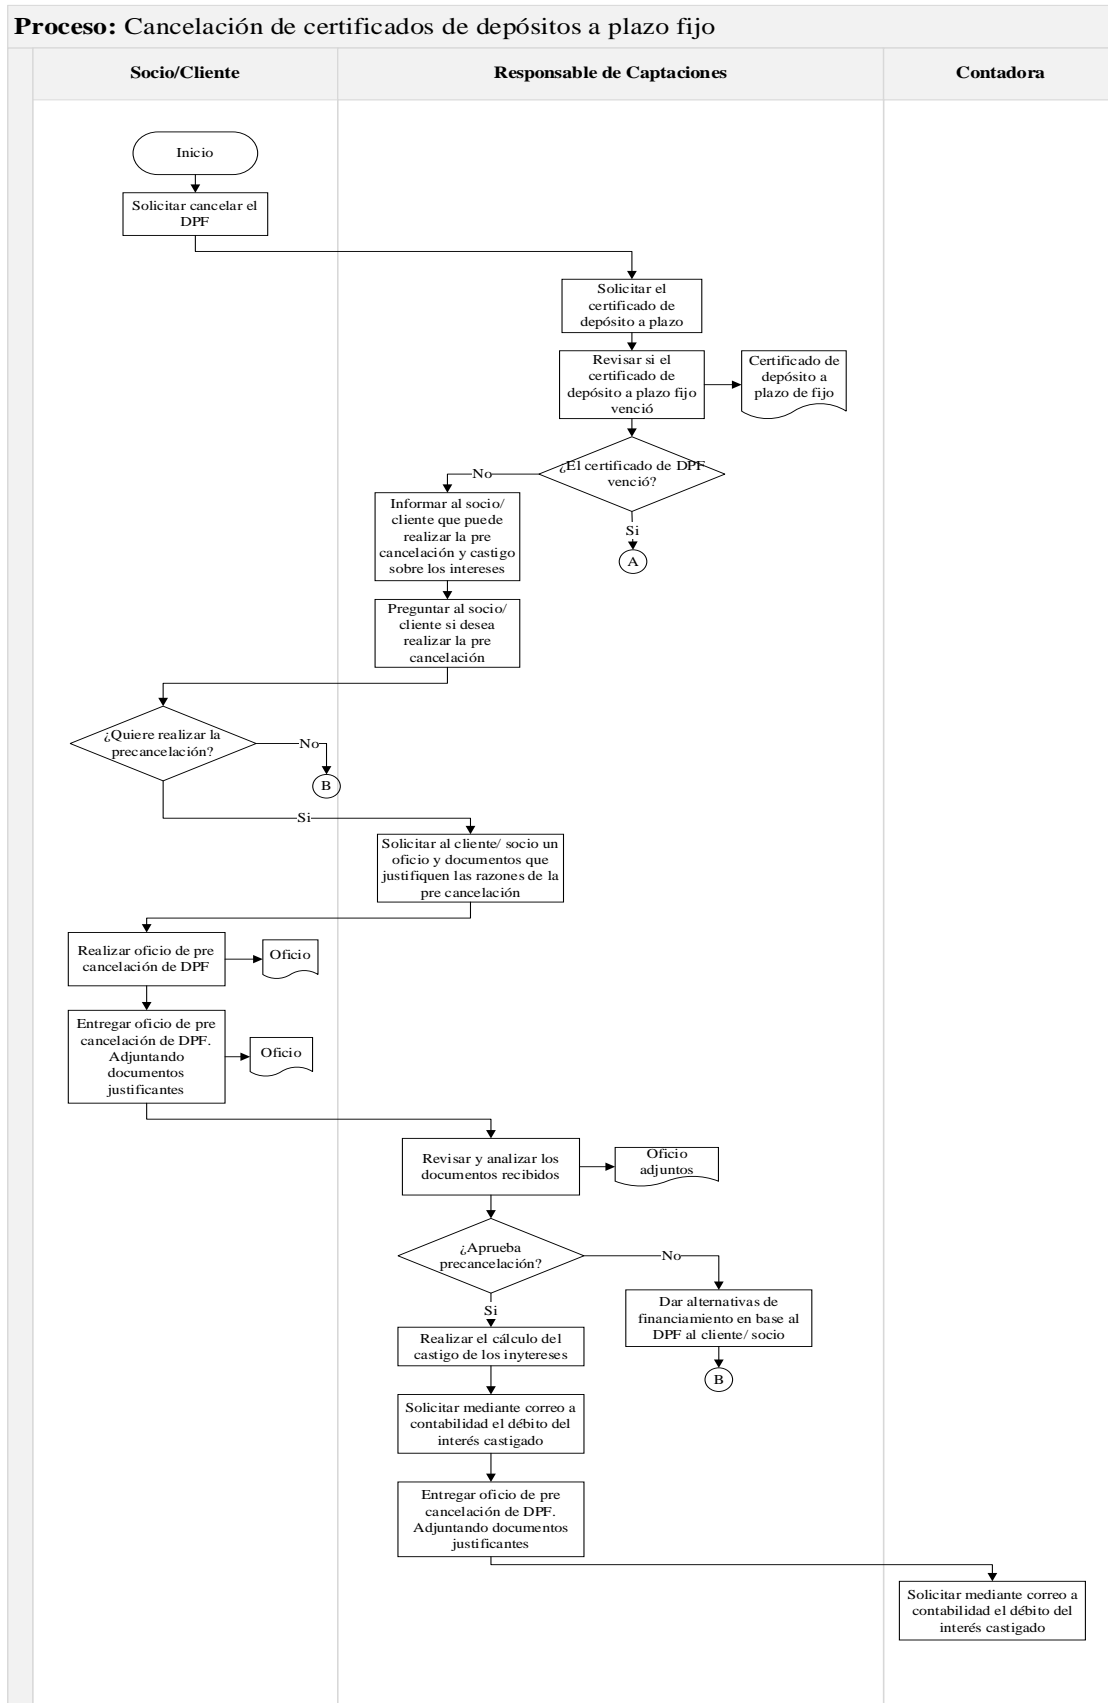 Proceso: Cancelación de certificados de depósitos a plazo fijo
Socio/Cliente
Responsable de Captaciones
Contadora
Inicio
Solicitar cancelar el
DPF
Solicitar el
certificado de
depósito a plazo
Revisar si el
certificado de
depósito a plazo fijo
venció
Certificado de
depósito a
plazo de fijo
¿El certificado de DPF
venció?
No
Si
A
Informar al socio/
cliente que puede
realizar la pre
cancelación y castigo
sobre los intereses
Preguntar al socio/
cliente si desea
realizar la pre
cancelación
¿Quiere realizar la
precancelación?
No
B
Si
Solicitar al cliente/ socio un
oficio y documentos que
justifiquen las razones de la
pre cancelación
Realizar oficio de pre
cancelación de DPF
Oficio
Entregar oficio de pre
cancelación de DPF.
Adjuntando
documentos
justificantes
Oficio
Revisar y analizar los
documentos recibidos
Oficio
adjuntos
¿Aprueba
precancelación?
No
Si
Dar alternativas de
financiamiento en base al
DPF al cliente/ socio
B
Realizar el cálculo del
castigo de los inytereses
Solicitar mediante correo a
contabilidad el débito del
interés castigado
Entregar oficio de pre
cancelación de DPF.
Adjuntando documentos
justificantes
Solicitar mediante correo a
contabilidad el débito del
interés castigado